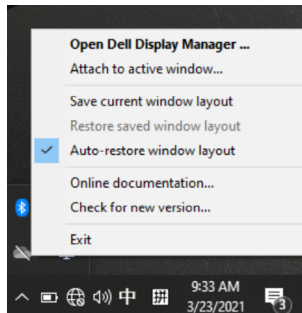 Open Dell Display Manager ...
Attach to active window...
Save current window layout
Restore saved window layout
Auto-restore window layout
Online documentation...
Check for new version...
Exit
中 拼 9:33 AM
3/23/2021 3